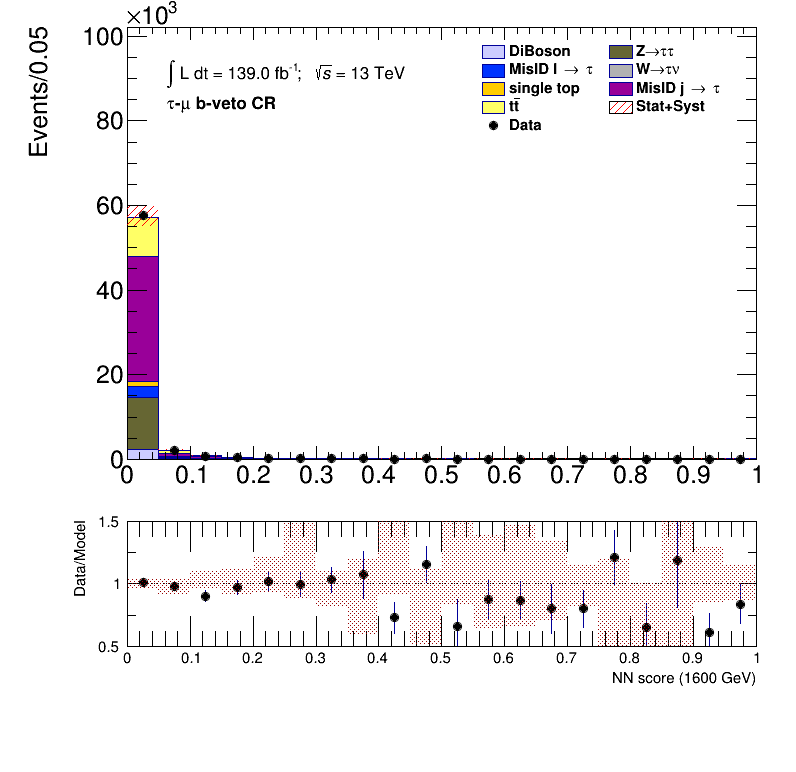 ×10³
Events/0.05
100
80
60
40
20
0
∫ L dt = 139.0 fb⁻¹; √s = 13 TeV
τ-μ b-veto CR
DiBoson
MisID l → τ
single top
tt̄
Data
Z→ττ
W→τν
MisID j → τ
Stat+Syst
0 0.1 0.2 0.3 0.4 0.5 0.6 0.7 0.8 0.9 1
Data/Model
1.5
1
0.5
0 0.1 0.2 0.3 0.4 0.5 0.6 0.7 0.8 0.9 1
NN score (1600 GeV)